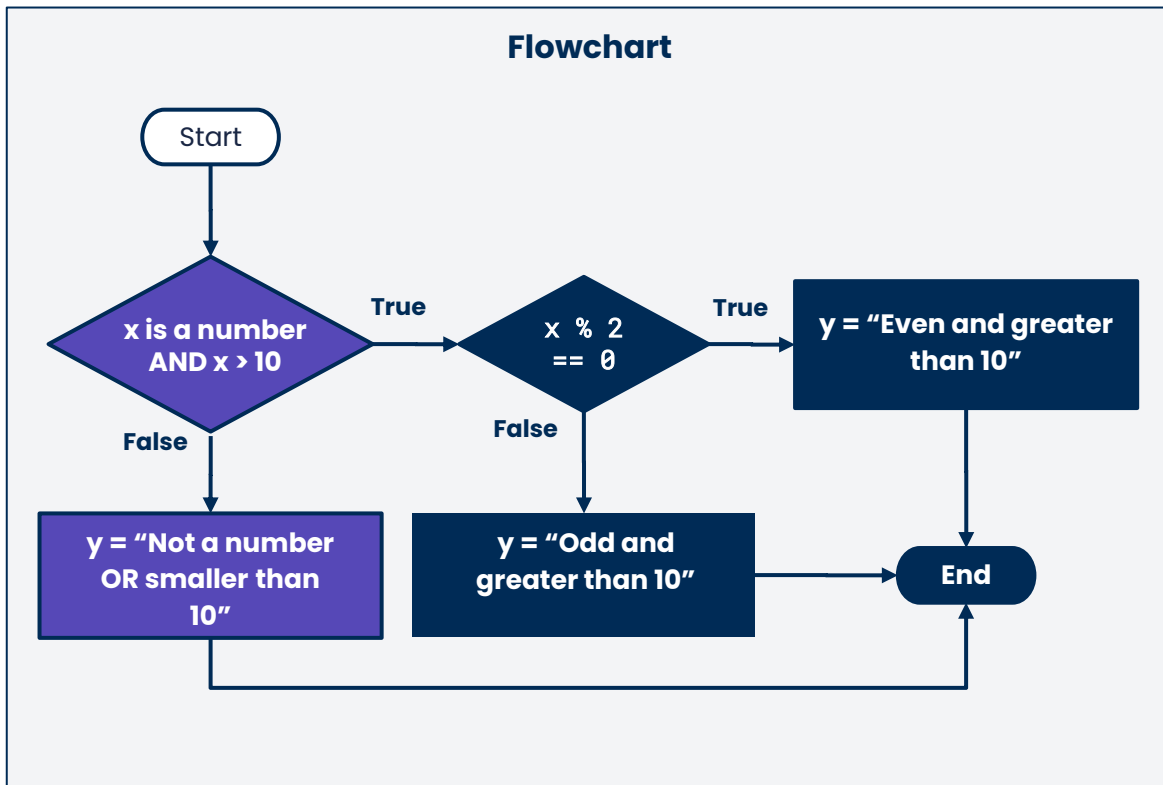 Flowchart
Start
x is a number
AND x > 10
True
x % 2
== 0
True
y = “Even and greater
than 10”
False
False
y = “Not a number
OR smaller than
10”
y = “Odd and
greater than 10”
End